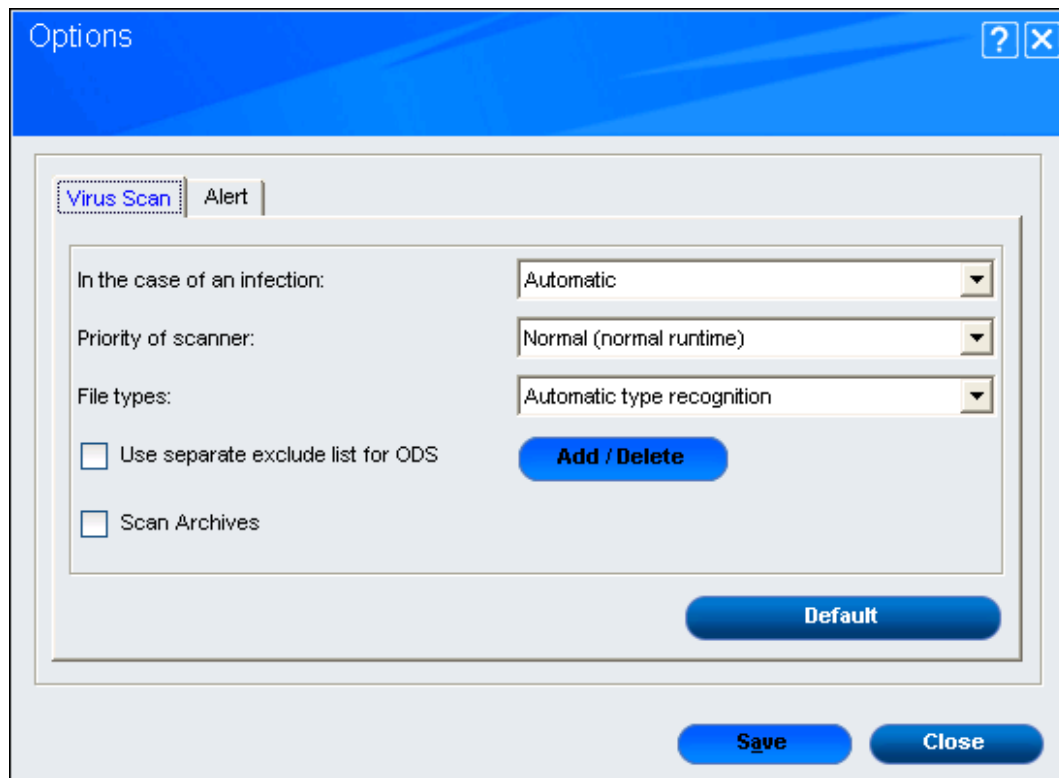 Options
Virus Scan
Alert
In the case of an infection:
Automatic
Priority of scanner:
Normal (normal runtime)
File types:
Automatic type recognition
Use separate exclude list for ODS
Add / Delete
Scan Archives
Default
Save
Close